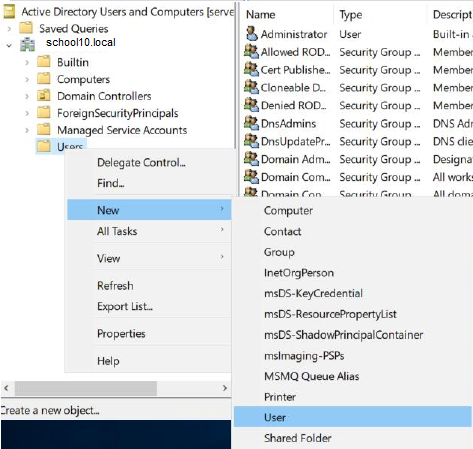 Active Directory Users and Computers [serve
Saved Queries
school10.local
Builtin
Computers
Domain Controllers
ForeignSecurityPrincipals
Managed Service Accounts
Users
Name Type Descript
Administrator User Built-in a
Allowed ROD... Security Group ... Member
Cert Publishe... Security Group ... Member
Cloneable D... Security Group ... Member
Denied ROD... Security Group ... Member
DnsAdmins Security Group ... DNS Adm
DnsUpdatePr... Security Group ... DNS clie
Domain Adm... Security Group ... Designat
Domain Com... Security Group ... All works
Domain Con... Security Group ... All doma
Delegate Control...
Find...
New
All Tasks
View
Refresh
Export List...
Properties
Help
Computer
Contact
Group
InetOrgPerson
msDS-KeyCredential
msDS-ResourcePropertyList
msDS-ShadowPrincipalContainer
msImaging-PSPs
MSMQ Queue Alias
Printer
User
Shared Folder
Create a new object...